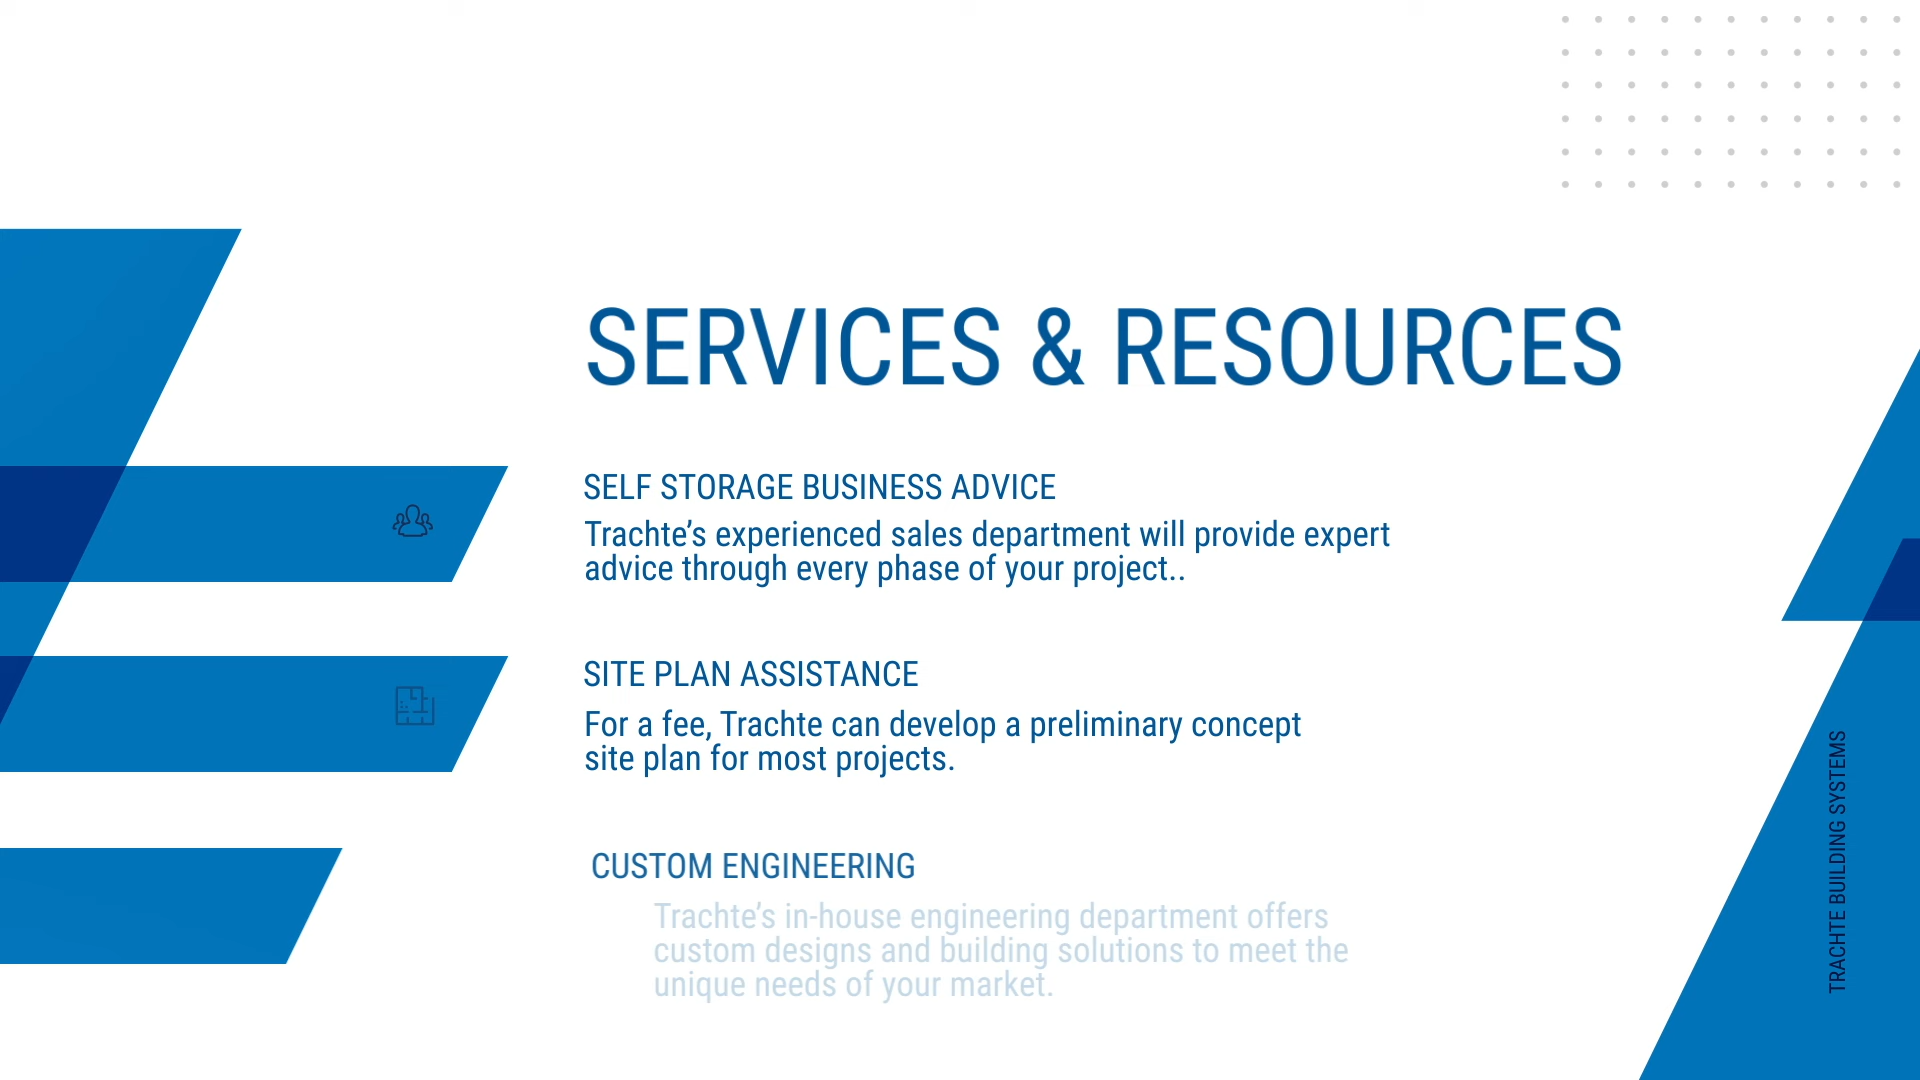 SERVICES & RESOURCES
SELF STORAGE BUSINESS ADVICE
Trachte’s experienced sales department will provide expert
advice through every phase of your project..
SITE PLAN ASSISTANCE
For a fee, Trachte can develop a preliminary concept
site plan for most projects.
CUSTOM ENGINEERING
Trachte’s in-house engineering department offers
custom designs and building solutions to meet the
unique needs of your market.
TRACHTE BUILDING SYSTEMS